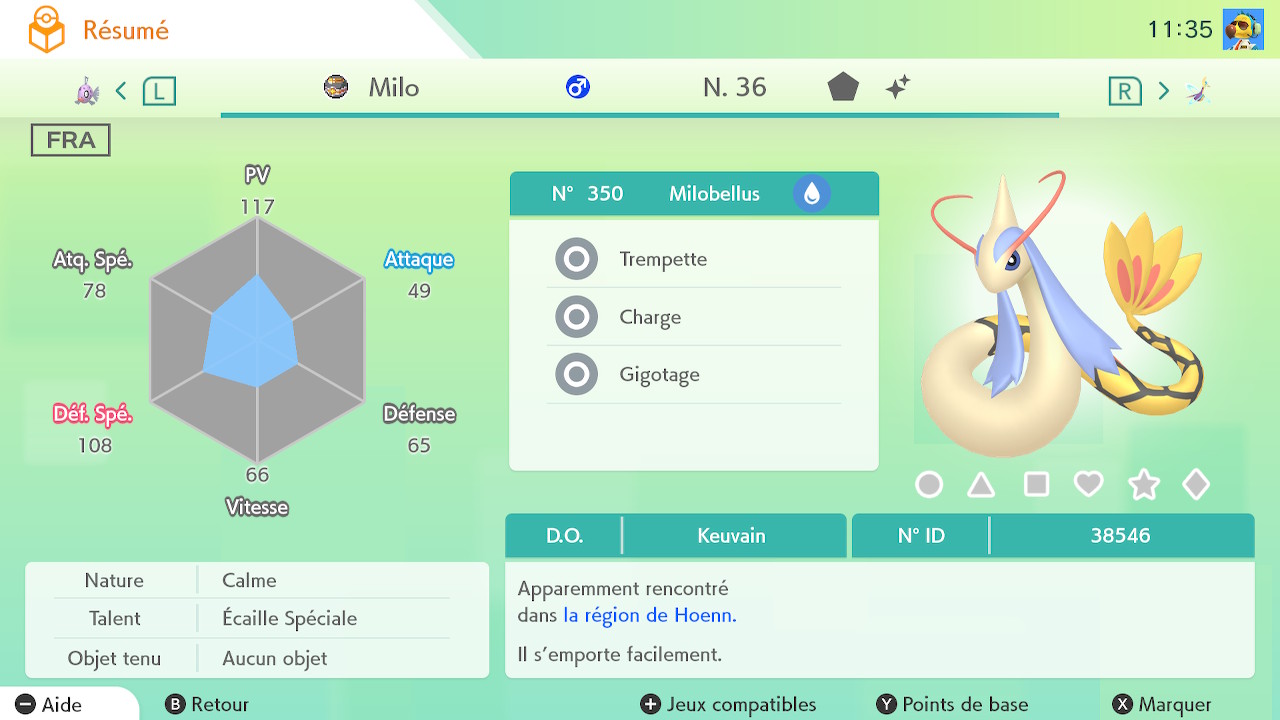 Résumé
11:35
L
Milo
N. 36
R
FRA
PV
117
Atq. Spé.
78
Attaque
49
Déf. Spé.
108
Défense
65
66
Vitesse
N° 350 Milobellus
Trempette
Charge
Gigotage
D.O. Keuvain
N° ID 38546
Nature Calme
Talent Écaille Spéciale
Objet tenu Aucun objet
Apparemment rencontré
dans la région de Hoenn.
Il s'emporte facilement.
Aide
B Retour
Jeux compatibles
Y Points de base
X Marquer